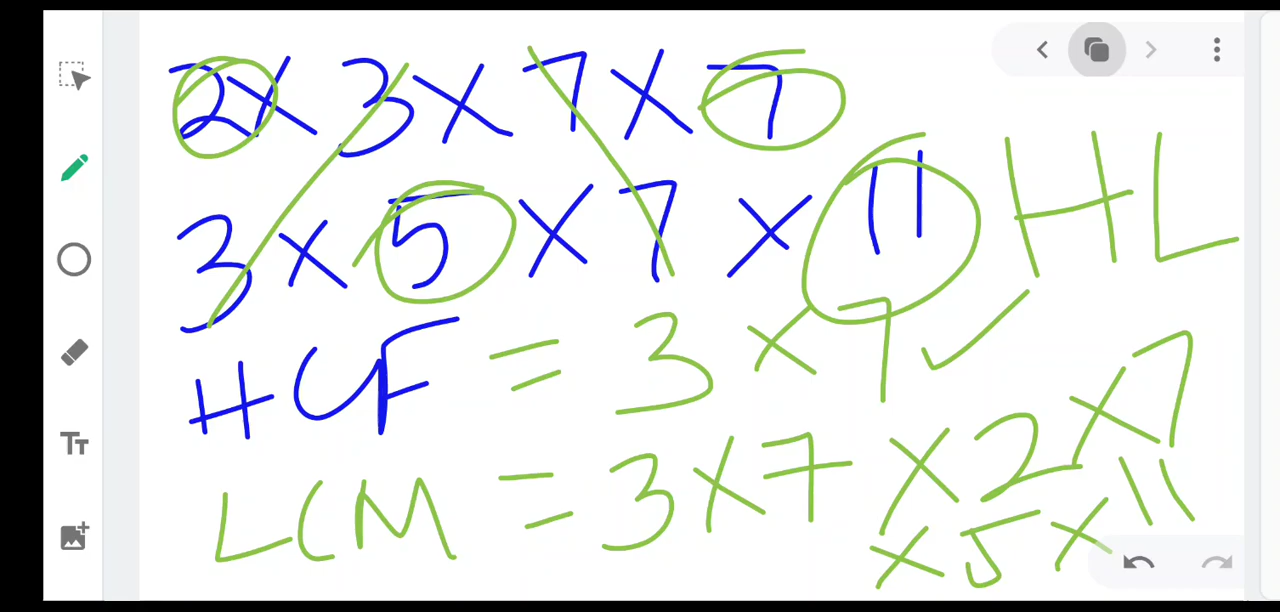 2 x 3 x 7 x 7
3 x 5 x 7 x 11 HL
HCF = 3 x 7
LCM = 3 x 7 x 2 x 7
x 5 x 11
TT